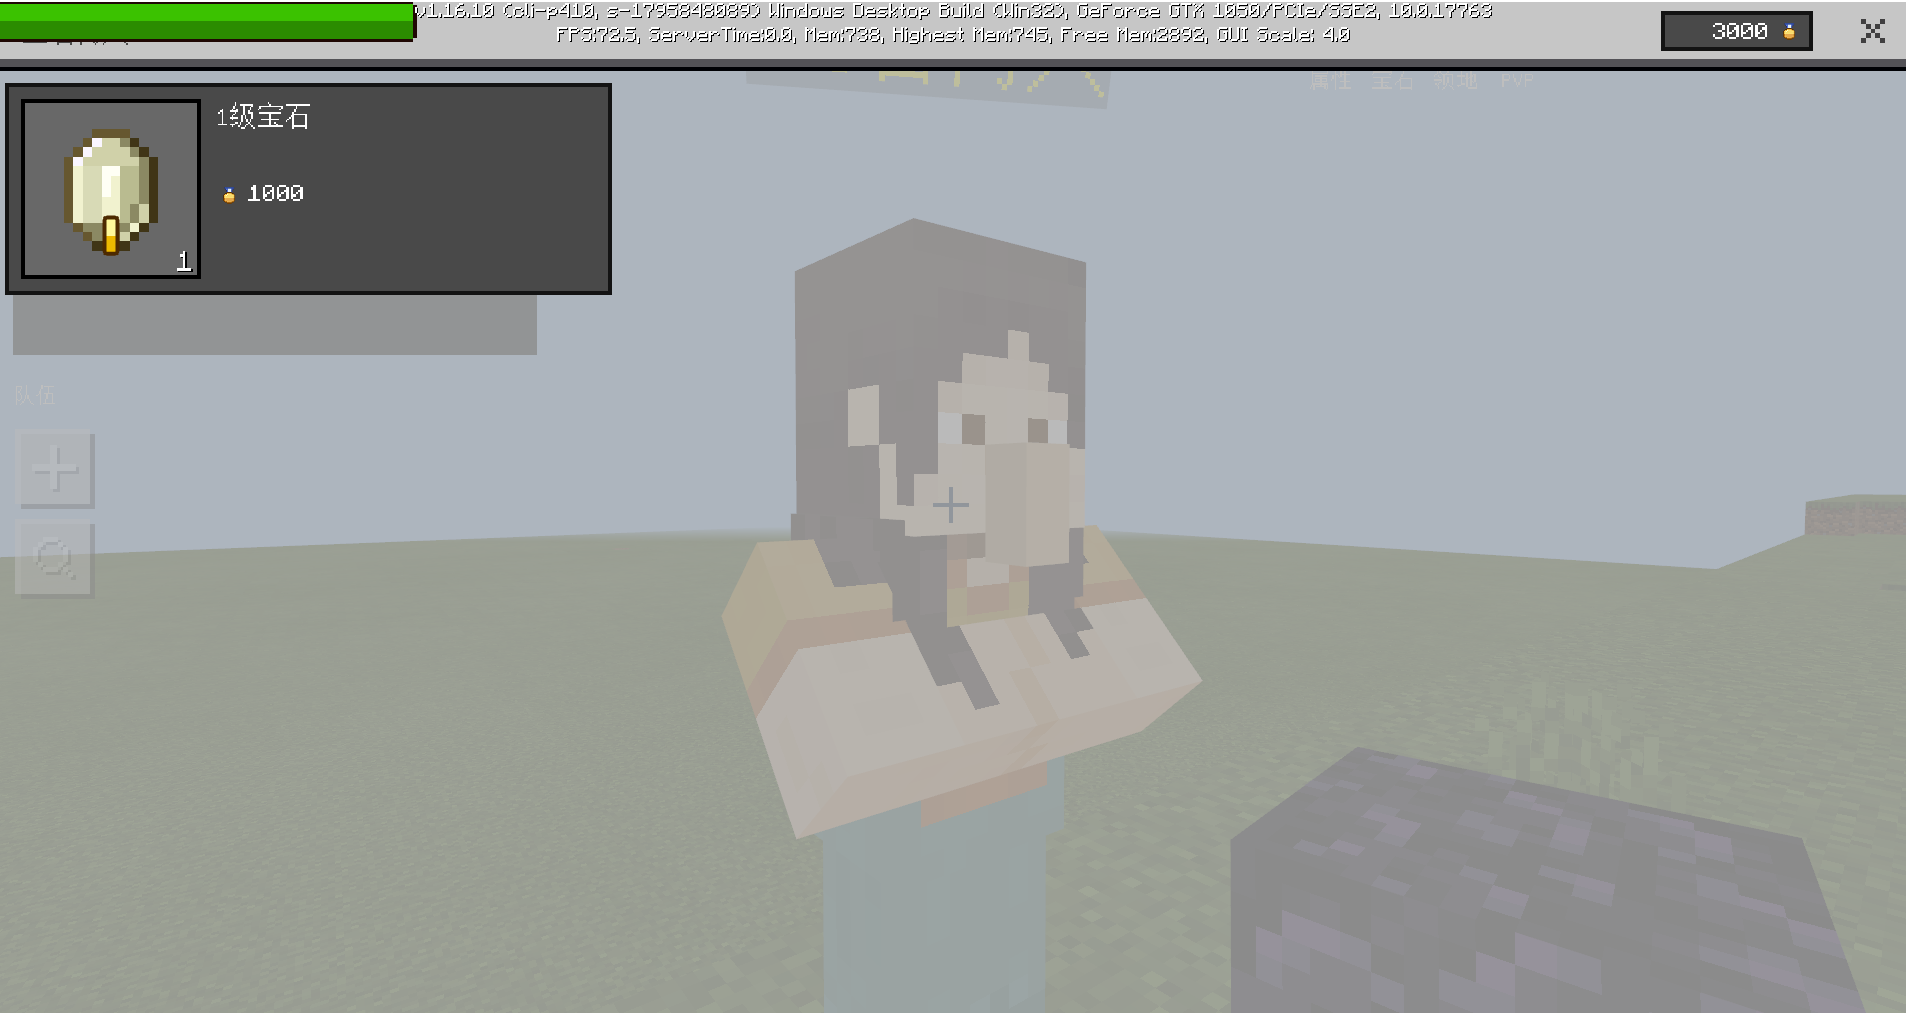 v1.16.10 (cli-p410, s-1795848089) Windows Desktop Build (Win32), GeForce GTX 1050/PCIe/SSE2, 10.0.17763
FPS:72.5, ServerTime:0.0, Mem:738, Highest Mem:745, Free Mem:2892, GUI Scale: 4.0
3000
属性 宝石 领地 PVP
1级宝石
1000
1
队伍